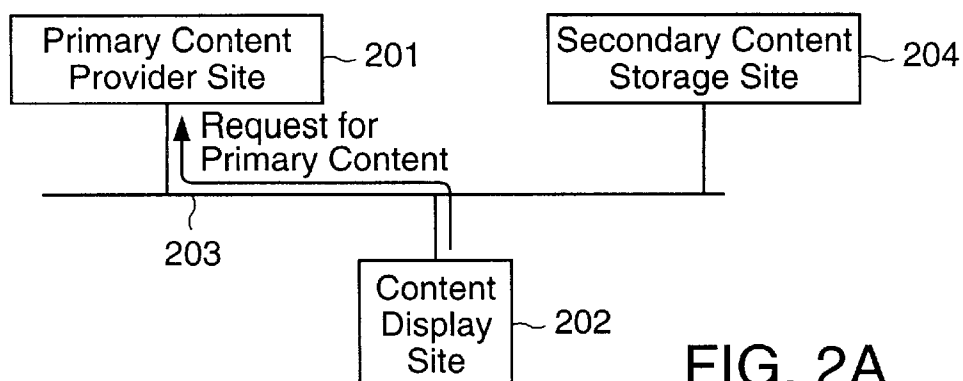 Primary Content
Provider Site
201
Secondary Content
Storage Site
204
Request for
Primary Content
203
Content
Display
Site
202
FIG. 2A